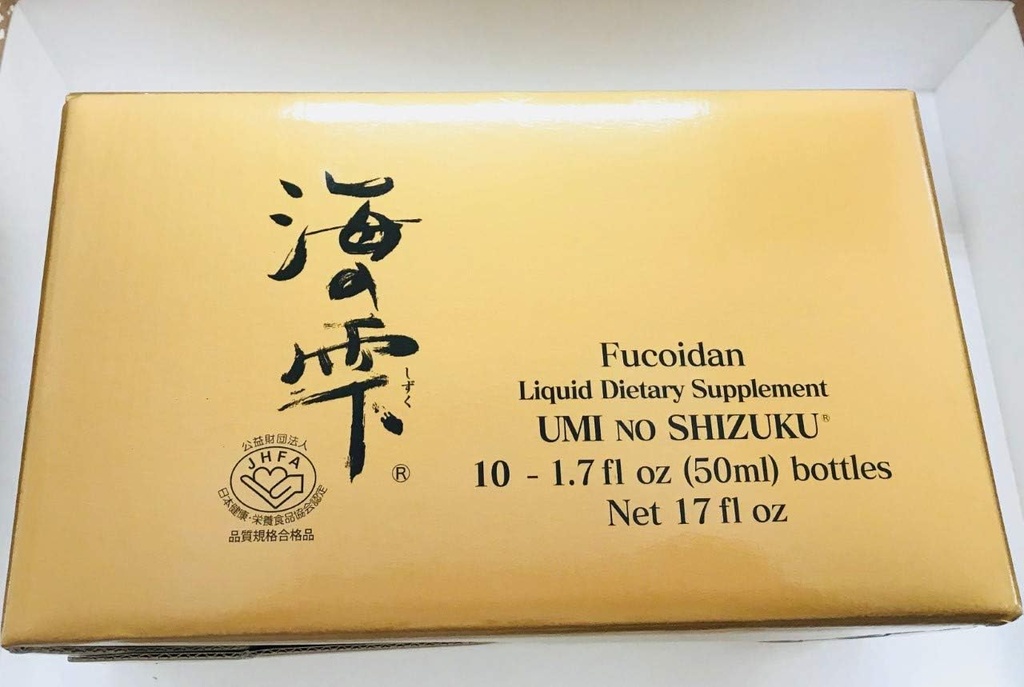 海の雫
しずく
®
公益財団法人
JHFA
日本健康・栄養食品協会認定
品質規格合格品
Fucoidan
Liquid Dietary Supplement
UMI NO SHIZUKU®
10 - 1.7 fl oz (50ml) bottles
Net 17 fl oz